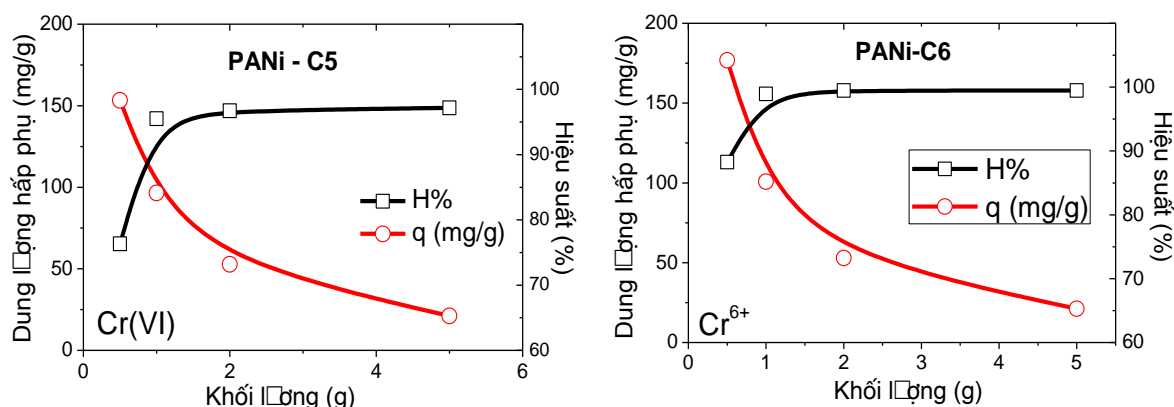 PANi - C5
200
150
100
50
0
Dung l□ợng hấp phụ (mg/g)
100
90
80
70
60
Hiệu suất (%)
H%
q (mg/g)
Cr(VI)
0 2 4 6
Khối l□ợng (g)
PANi-C6
200
150
100
50
0
Dung l□ợng hấp phụ (mg/g)
100
90
80
70
60
Hiệu suất (%)
H%
q (mg/g)
Cr⁶⁺
0 1 2 3 4 5
Khối l□ợng (g)